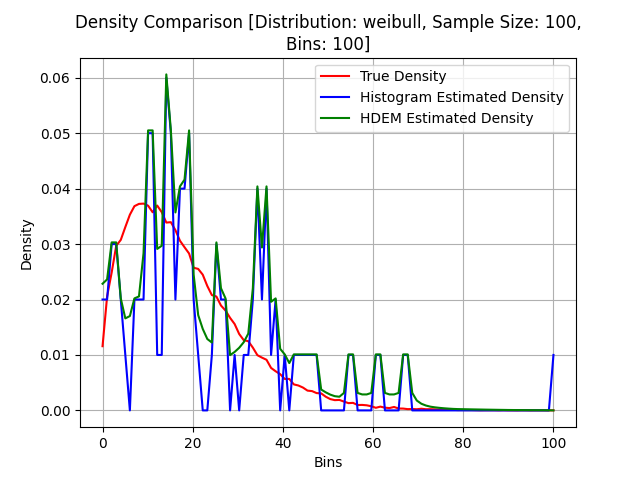 Density Comparison [Distribution: weibull, Sample Size: 100,
Bins: 100]
True Density
Histogram Estimated Density
HDEM Estimated Density
Density
0.06
0.05
0.04
0.03
0.02
0.01
0.00
0 20 40 60 80 100
Bins